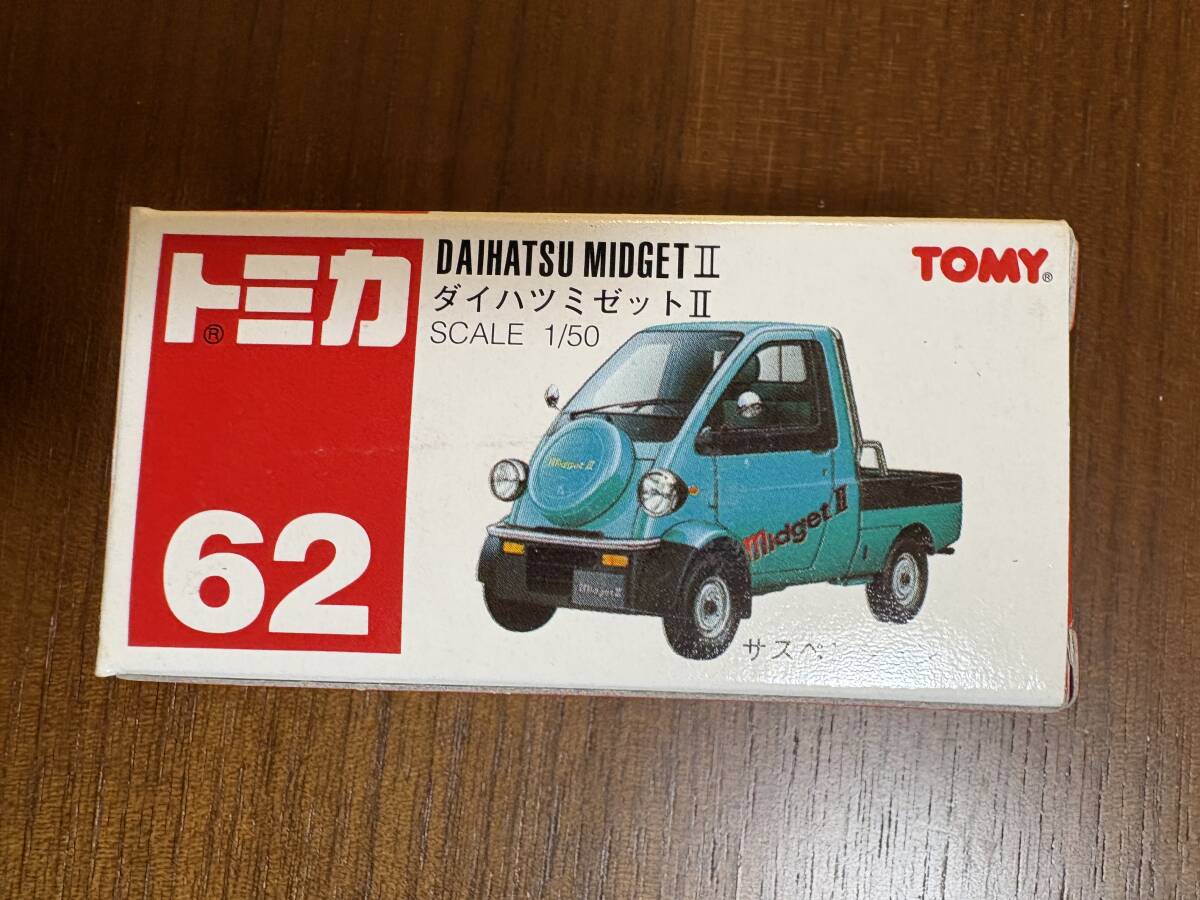 トミカ
®
62
DAIHATSU MIDGET II
ダイハツミゼットII
SCALE 1/50
TOMY®
Midget II
Midget II
Midget II